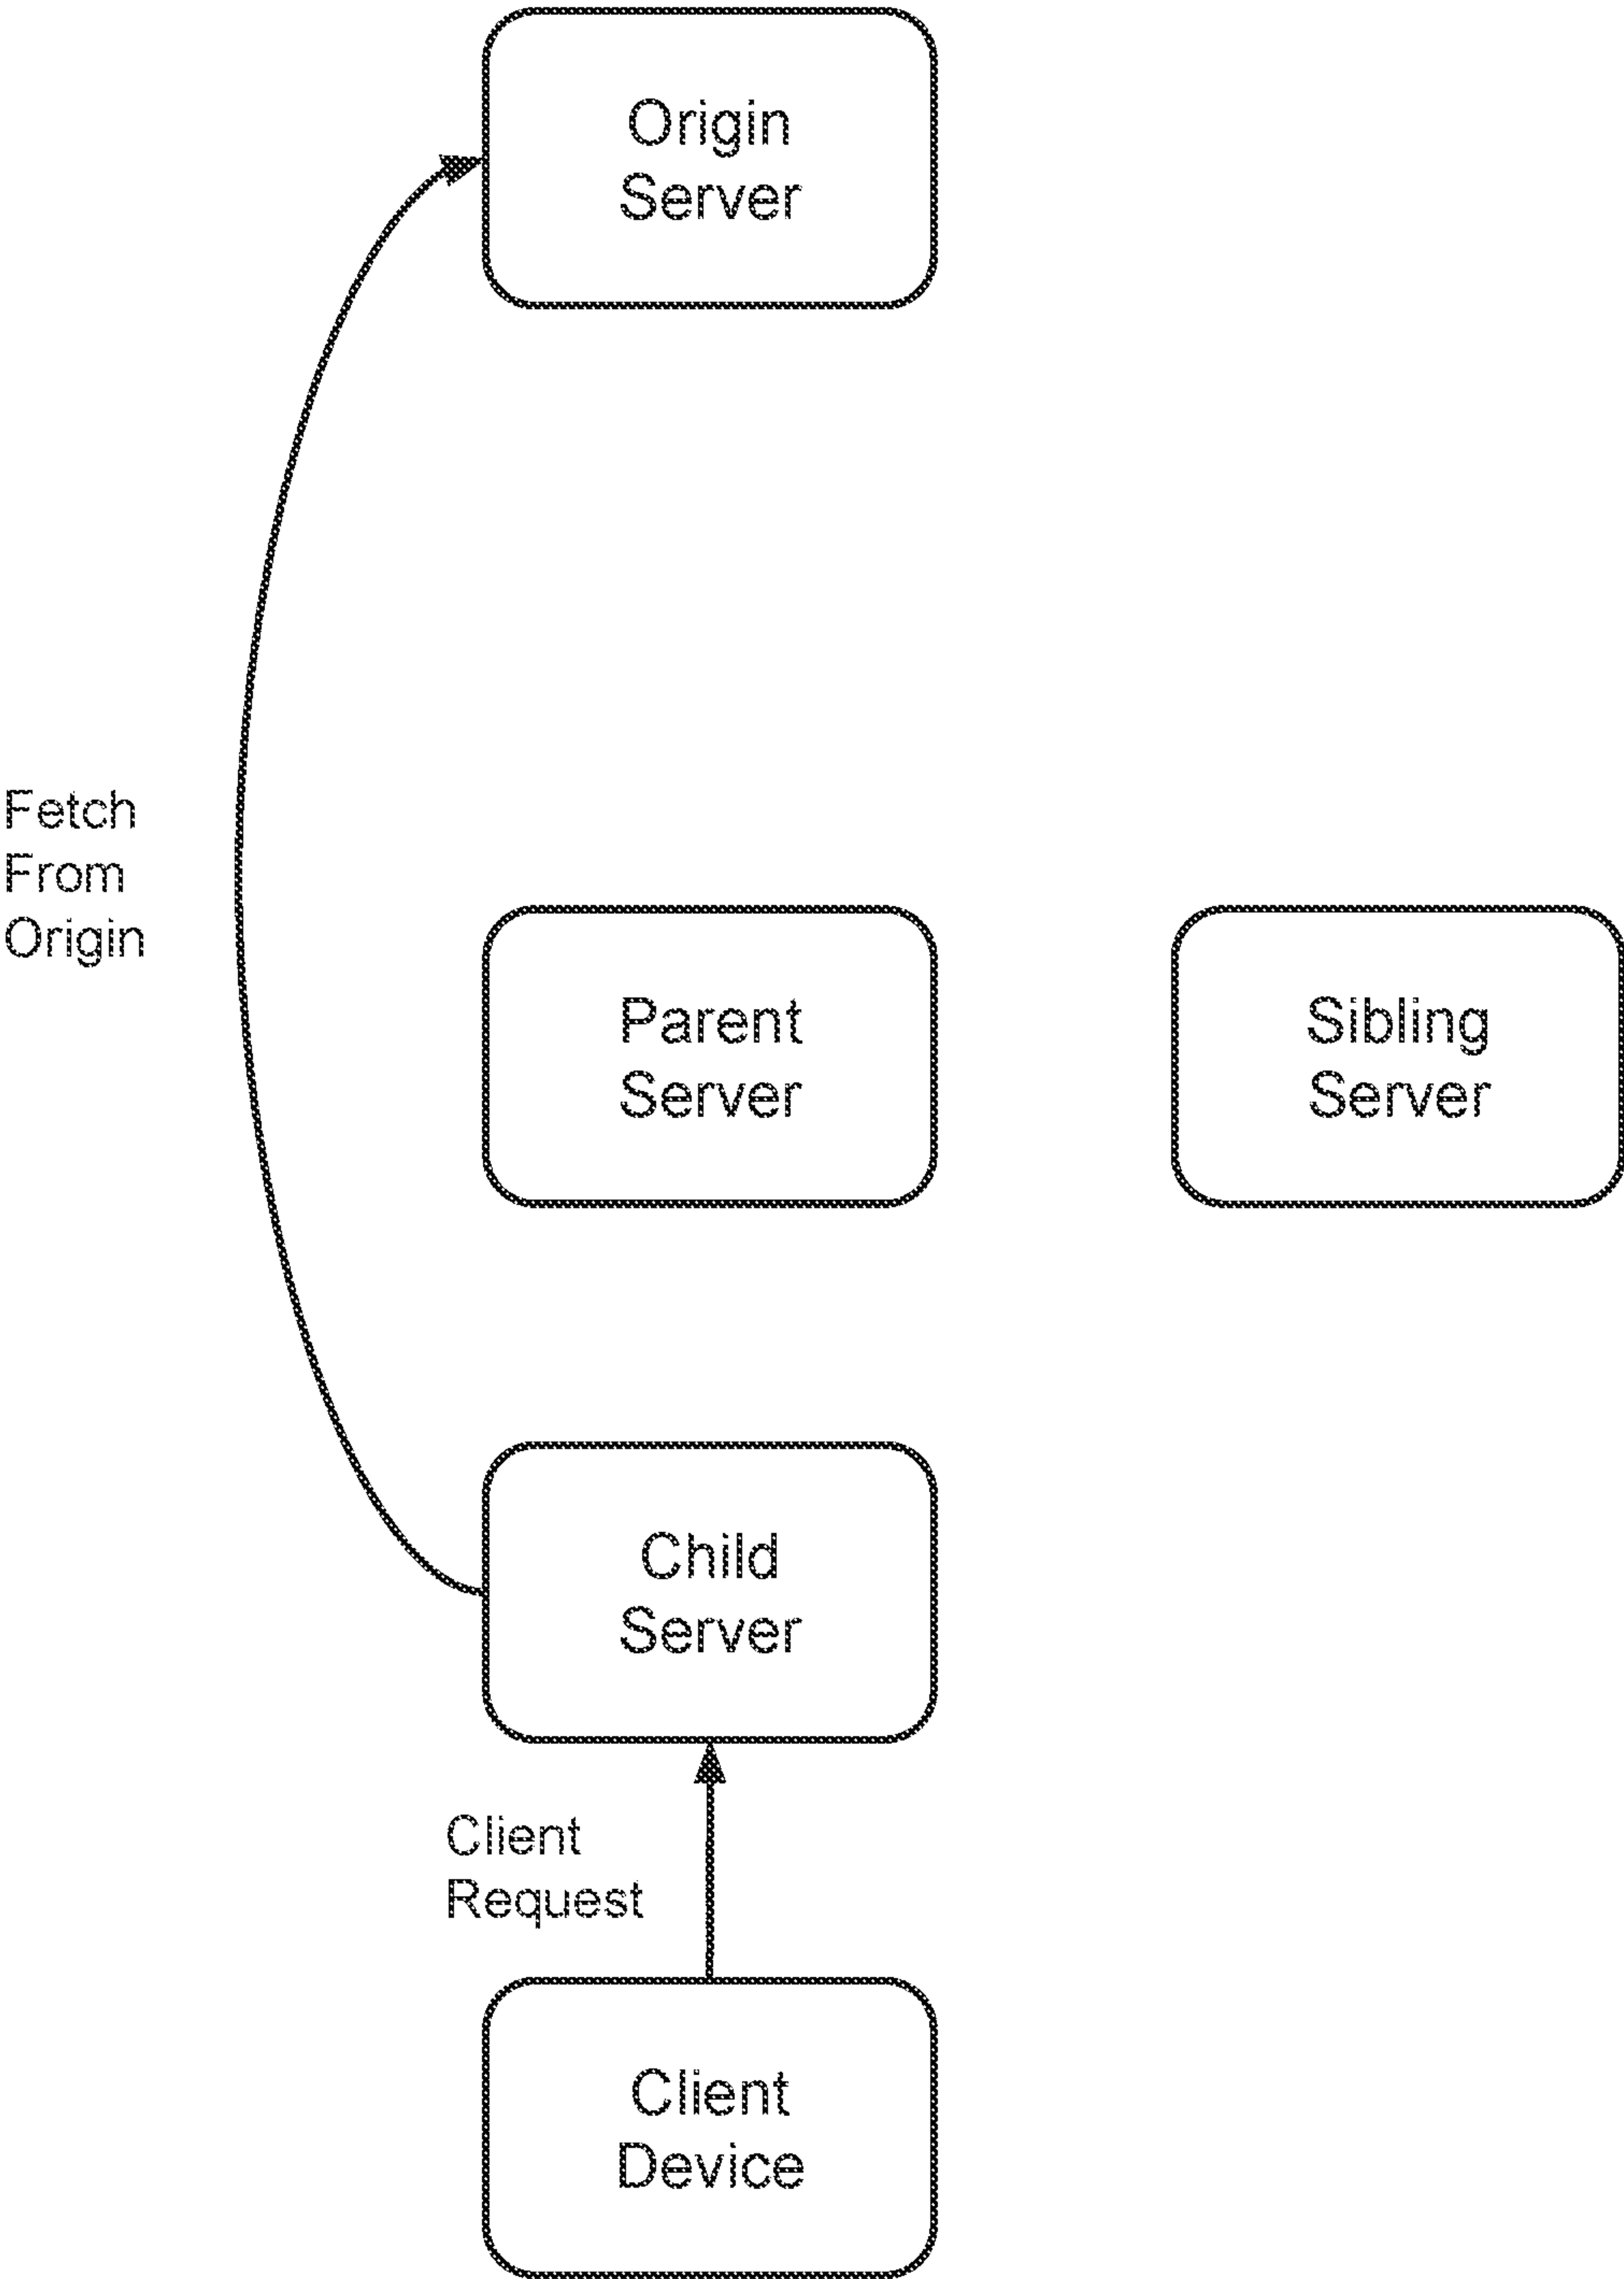 Origin
Server
Fetch
From
Origin
Parent
Server
Sibling
Server
Child
Server
Client
Request
Client
Device